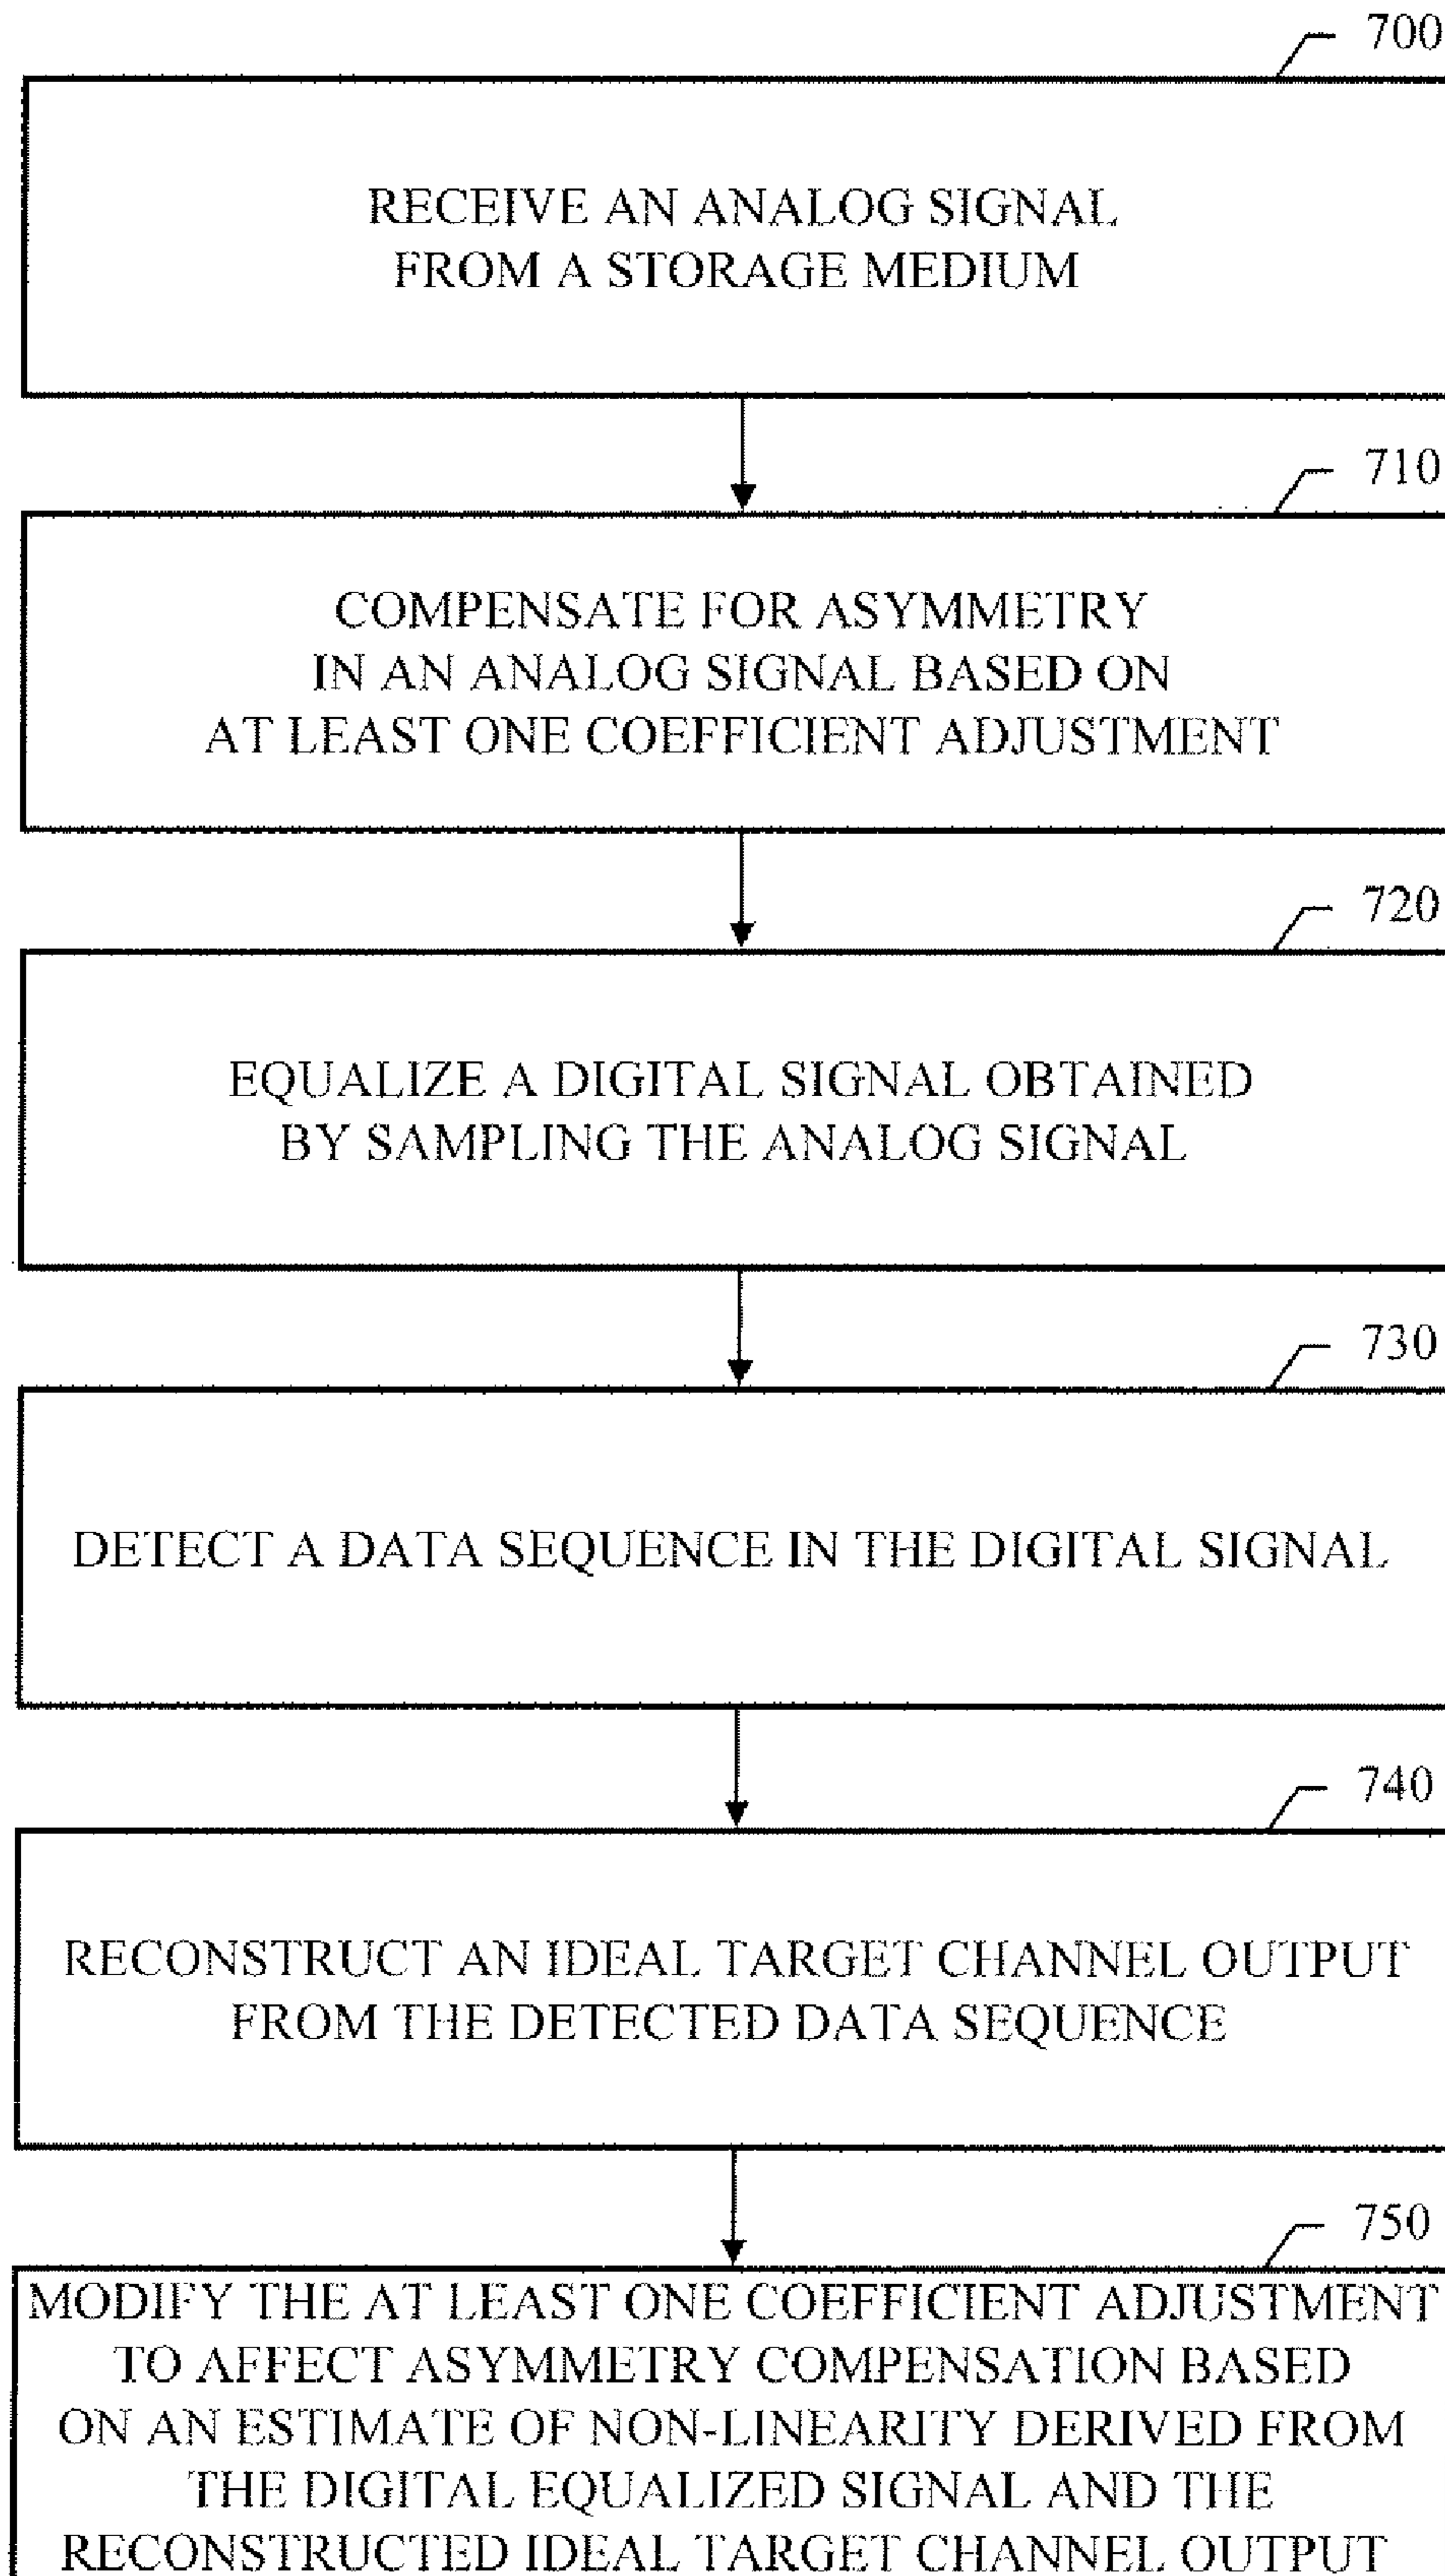 700
RECEIVE AN ANALOG SIGNAL
FROM A STORAGE MEDIUM
710
COMPENSATE FOR ASYMMETRY
IN AN ANALOG SIGNAL BASED ON
AT LEAST ONE COEFFICIENT ADJUSTMENT
720
EQUALIZE A DIGITAL SIGNAL OBTAINED
BY SAMPLING THE ANALOG SIGNAL
730
DETECT A DATA SEQUENCE IN THE DIGITAL SIGNAL
740
RECONSTRUCT AN IDEAL TARGET CHANNEL OUTPUT
FROM THE DETECTED DATA SEQUENCE
750
MODIFY THE AT LEAST ONE COEFFICIENT ADJUSTMENT
TO AFFECT ASYMMETRY COMPENSATION BASED
ON AN ESTIMATE OF NON-LINEARITY DERIVED FROM
THE DIGITAL EQUALIZED SIGNAL AND THE
RECONSTRUCTED IDEAL TARGET CHANNEL OUTPUT